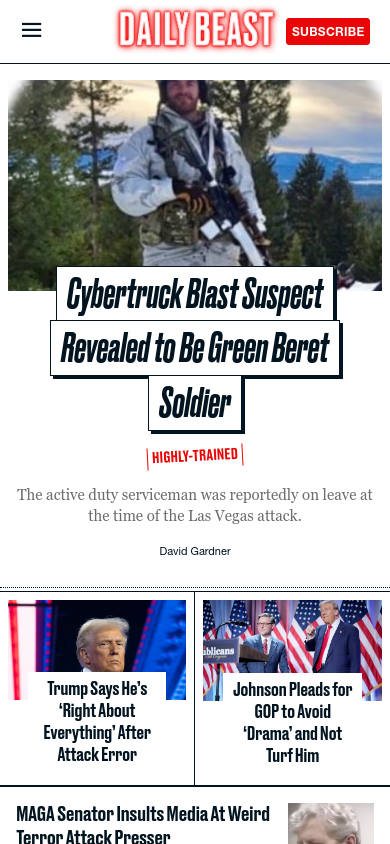 DAILY BEAST
SUBSCRIBE
Cybertruck Blast Suspect
Revealed to Be Green Beret
Soldier
HIGHLY-TRAINED
The active duty serviceman was reportedly on leave at
the time of the Las Vegas attack.
David Gardner
Trump Says He's
‘Right About
Everything’ After
Attack Error
ublicans
Johnson Pleads for
GOP to Avoid
‘Drama’ and Not
Turf Him
MAGA Senator Insults Media At Weird
Terror Attack Presser